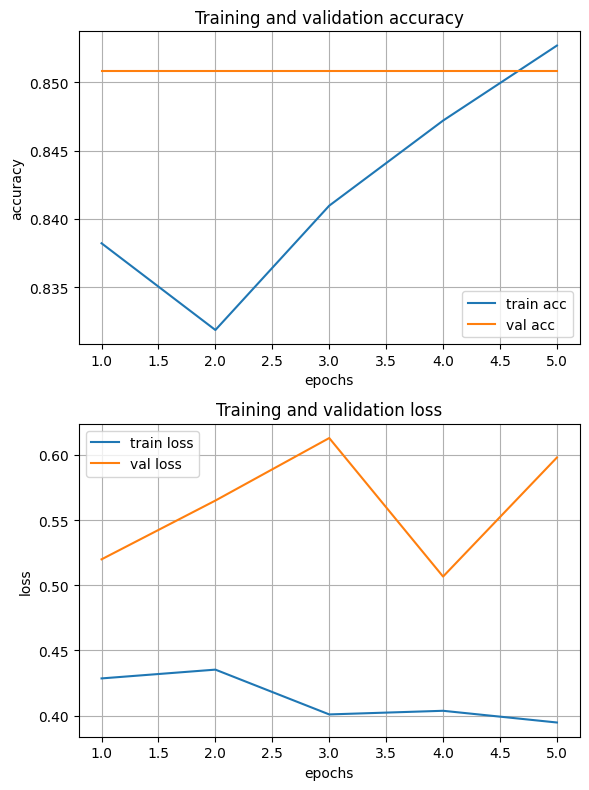 Training and validation accuracy
0.850
0.845
0.840
0.835
accuracy
train acc
val acc
1.0 1.5 2.0 2.5 3.0 3.5 4.0 4.5 5.0
epochs
Training and validation loss
train loss
val loss
0.60
0.55
0.50
0.45
0.40
loss
1.0 1.5 2.0 2.5 3.0 3.5 4.0 4.5 5.0
epochs